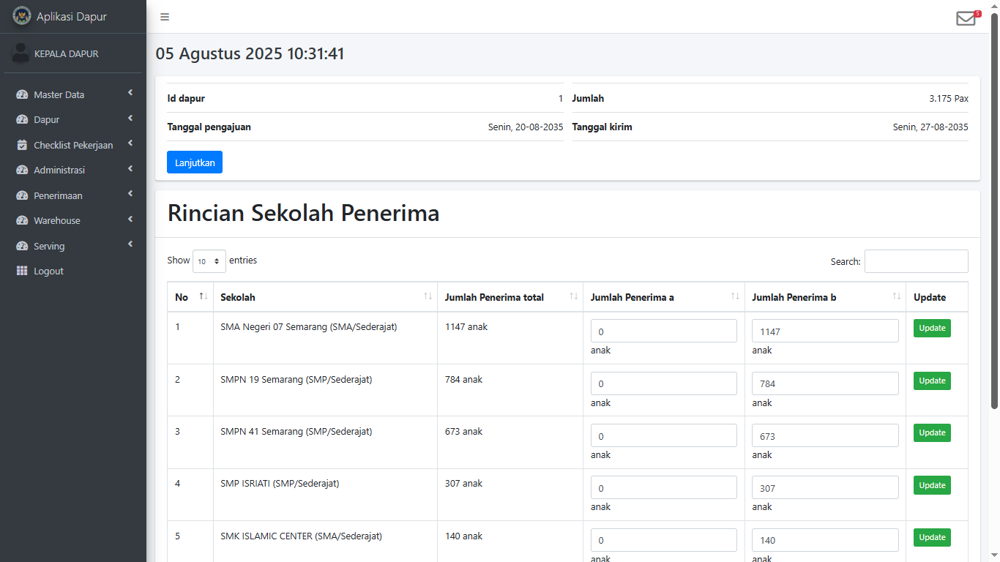 Aplikasi Dapur
5
KEPALA DAPUR
05 Agustus 2025 10:31:41
Master Data
Dapur
Checklist Pekerjaan
Administrasi
Penerimaan
Warehouse
Serving
Logout
Id dapur 1 Jumlah 3.175 Pax
Tanggal pengajuan Senin, 20-08-2035 Tanggal kirim Senin, 27-08-2035
Lanjutkan
Rincian Sekolah Penerima
Show 10 entries Search:
No Sekolah Jumlah Penerima total Jumlah Penerima a Jumlah Penerima b Update
1 SMA Negeri 07 Semarang (SMA/Sederajat) 1147 anak 0 1147 Update
anak anak
2 SMPN 19 Semarang (SMP/Sederajat) 784 anak 0 784 Update
anak anak
3 SMPN 41 Semarang (SMP/Sederajat) 673 anak 0 673 Update
anak anak
4 SMP ISRIATI (SMP/Sederajat) 307 anak 0 307 Update
anak anak
5 SMK ISLAMIC CENTER (SMA/Sederajat) 140 anak 0 140 Update
anak anak